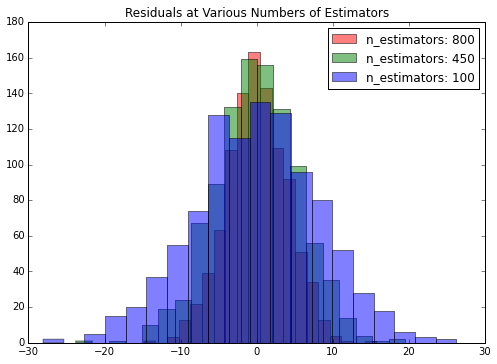 Residuals at Various Numbers of Estimators
180
160
140
120
100
80
60
40
20
0
n_estimators: 800
n_estimators: 450
n_estimators: 100
−30 −20 −10 0 10 20 30